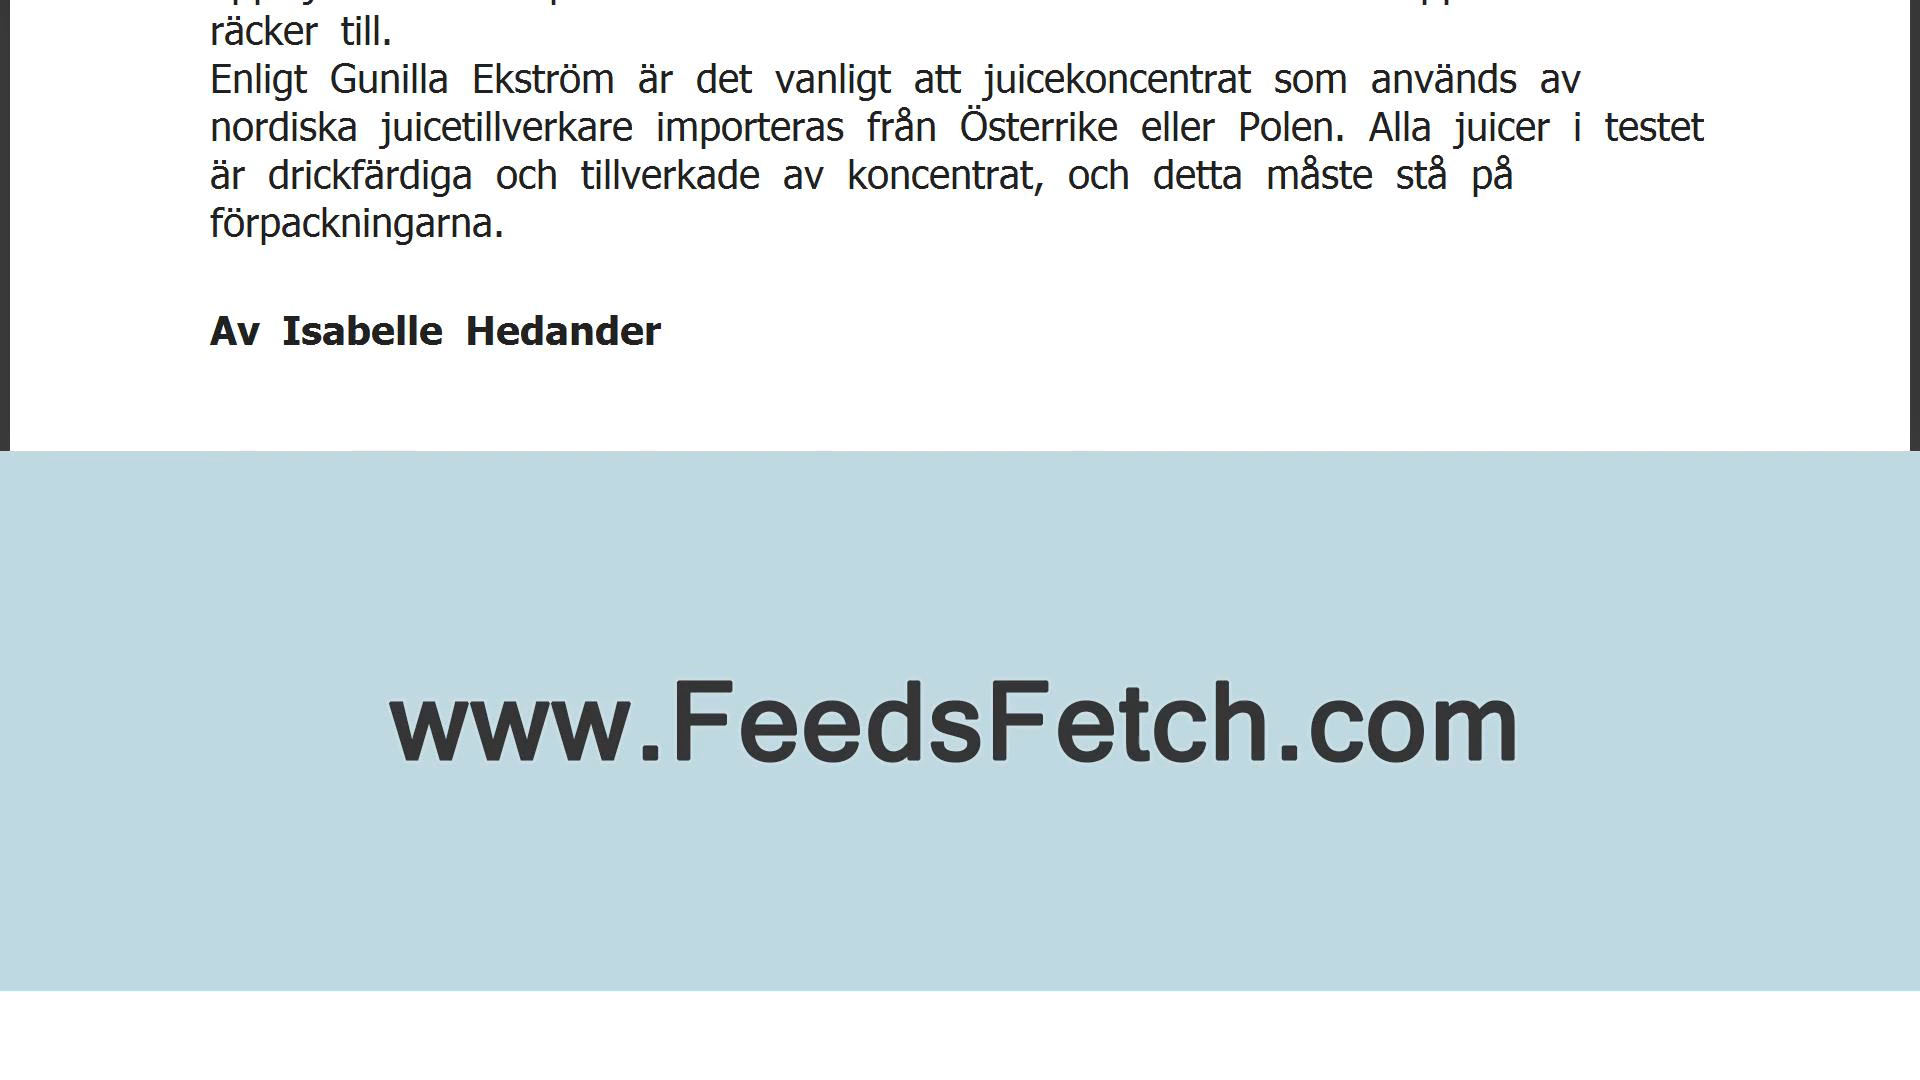 räcker till.
Enligt Gunilla Ekström är det vanligt att juicekoncentrat som används av
nordiska juicetillverkare importeras från Österrike eller Polen. Alla juicer i testet
är drickfärdiga och tillverkade av koncentrat, och detta måste stå på
förpackningarna.
Av Isabelle Hedander
www.FeedsFetch.com